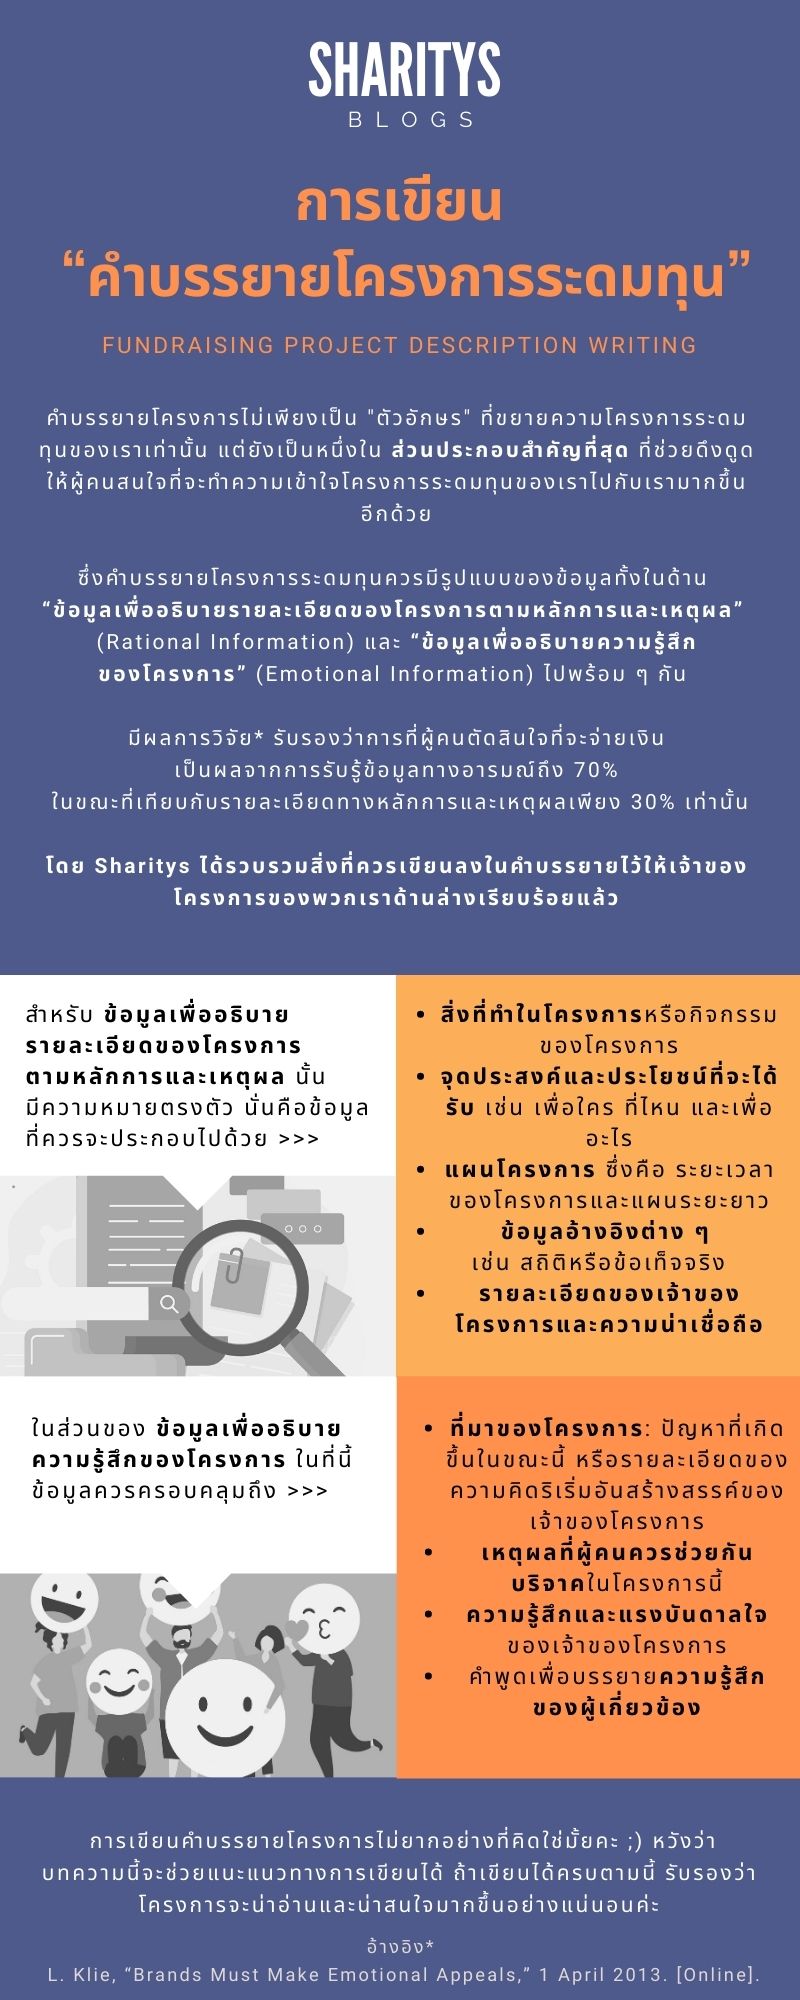 SHARITYS
BLOGS
การเขียน
“คำบรรยายโครงการระดมทุน”
FUNDRAISING PROJECT DESCRIPTION WRITING
คำบรรยายโครงการไม่เพียงเป็น "ตัวอักษร" ที่ขยายความโครงการระดม
ทุนของเราเท่านั้น แต่ยังเป็นหนึ่งใน ส่วนประกอบสำคัญที่สุด ที่ช่วยดึงดูด
ให้ผู้คนสนใจที่จะทำความเข้าใจโครงการระดมทุนของเราไปกับเรามากขึ้น
อีกด้วย
ซึ่งคำบรรยายโครงการระดมทุนควรมีรูปแบบของข้อมูลทั้งในด้าน
“ข้อมูลเพื่ออธิบายรายละเอียดของโครงการตามหลักการและเหตุผล”
(Rational Information) และ “ข้อมูลเพื่ออธิบายความรู้สึก
ของโครงการ” (Emotional Information) ไปพร้อม ๆ กัน
มีผลการวิจัย* รับรองว่าการที่ผู้คนตัดสินใจที่จะจ่ายเงิน
เป็นผลจากการรับรู้ข้อมูลทางอารมณ์ถึง 70%
ในขณะที่เทียบกับรายละเอียดทางหลักการและเหตุผลเพียง 30% เท่านั้น
โดย Sharitys ได้รวบรวมสิ่งที่ควรเขียนลงในคำบรรยายไว้ให้เจ้าของ
โครงการของพวกเราด้านล่างเรียบร้อยแล้ว
สำหรับ ข้อมูลเพื่ออธิบาย
รายละเอียดของโครงการ
ตามหลักการและเหตุผล นั้น
มีความหมายตรงตัว นั่นคือข้อมูล
ที่ควรจะประกอบไปด้วย >>>
• สิ่งที่ทำในโครงการหรือกิจกรรม
ของโครงการ
• จุดประสงค์และประโยชน์ที่จะได้
รับ เช่น เพื่อใคร ที่ไหน และเพื่อ
อะไร
• แผนโครงการ ซึ่งคือ ระยะเวลา
ของโครงการและแผนระยะยาว
• ข้อมูลอ้างอิงต่าง ๆ
เช่น สถิติหรือข้อเท็จจริง
• รายละเอียดของเจ้าของ
โครงการและความน่าเชื่อถือ
ในส่วนของ ข้อมูลเพื่ออธิบาย
ความรู้สึกของโครงการ ในที่นี้
ข้อมูลควรครอบคลุมถึง >>>
• ที่มาของโครงการ: ปัญหาที่เกิด
ขึ้นในขณะนี้ หรือรายละเอียดของ
ความคิดริเริ่มอันสร้างสรรค์ของ
เจ้าของโครงการ
• เหตุผลที่ผู้คนควรช่วยกัน
บริจาคในโครงการนี้
• ความรู้สึกและแรงบันดาลใจ
ของเจ้าของโครงการ
• คำพูดเพื่อบรรยายความรู้สึก
ของผู้เกี่ยวข้อง
การเขียนคำบรรยายโครงการไม่ยากอย่างที่คิดใช่มั้ยคะ ;) หวังว่า
บทความนี้จะช่วยแนะแนวทางการเขียนได้ ถ้าเขียนได้ครบตามนี้ รับรองว่า
โครงการจะน่าอ่านและน่าสนใจมากขึ้นอย่างแน่นอนค่ะ
อ้างอิง*
L. Klie, “Brands Must Make Emotional Appeals,” 1 April 2013. [Online].